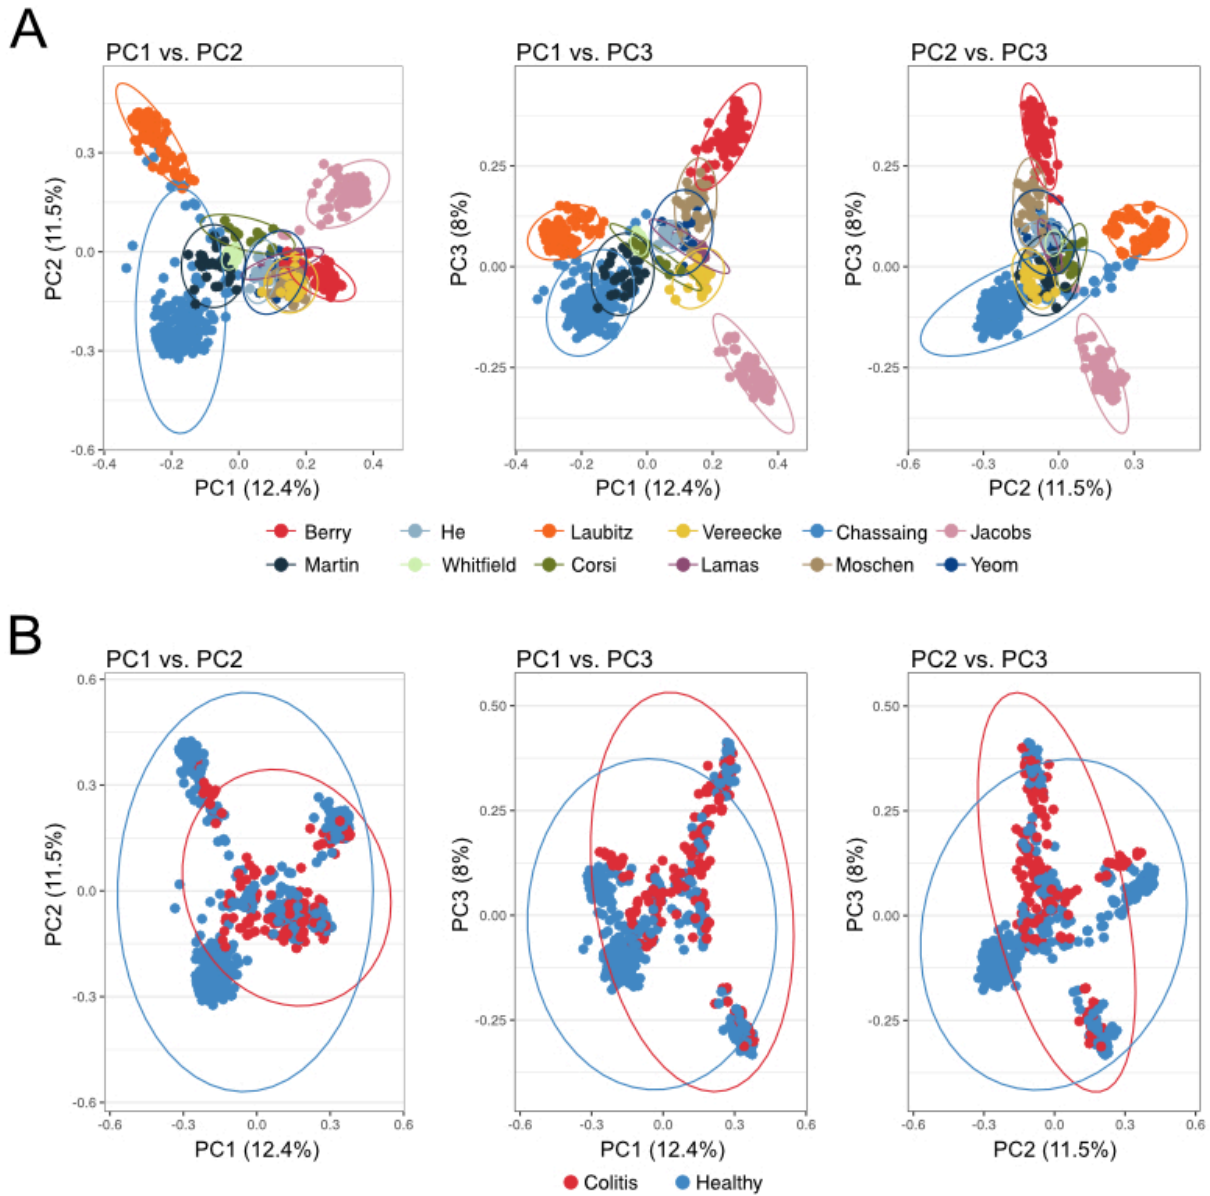 A
PC1 vs. PC2
PC1 vs. PC3
PC2 vs. PC3
PC2 (11.5%)
0.3
0.0
-0.3
-0.6
-0.4
-0.2
0.0
0.2
0.4
PC1 (12.4%)
PC3 (8%)
0.25
0.00
-0.25
-0.4
-0.2
0.0
0.2
0.4
PC1 (12.4%)
PC3 (8%)
0.25
0.00
-0.25
-0.6
-0.3
0.0
0.3
PC2 (11.5%)
Berry He Laubitz Vereecke Chassaing Jacobs
Martin Whitfield Corsi Lamas Moschen Yeom
B
PC1 vs. PC2
PC1 vs. PC3
PC2 vs. PC3
PC2 (11.5%)
0.6
0.3
0.0
-0.3
-0.6
-0.6
-0.3
0.0
0.3
0.6
PC1 (12.4%)
PC3 (8%)
0.50
0.25
0.00
-0.25
-0.6
-0.3
0.0
0.3
0.6
PC1 (12.4%)
PC3 (8%)
0.50
0.25
0.00
-0.25
-0.6
-0.3
0.0
0.3
0.6
PC2 (11.5%)
Colitis Healthy